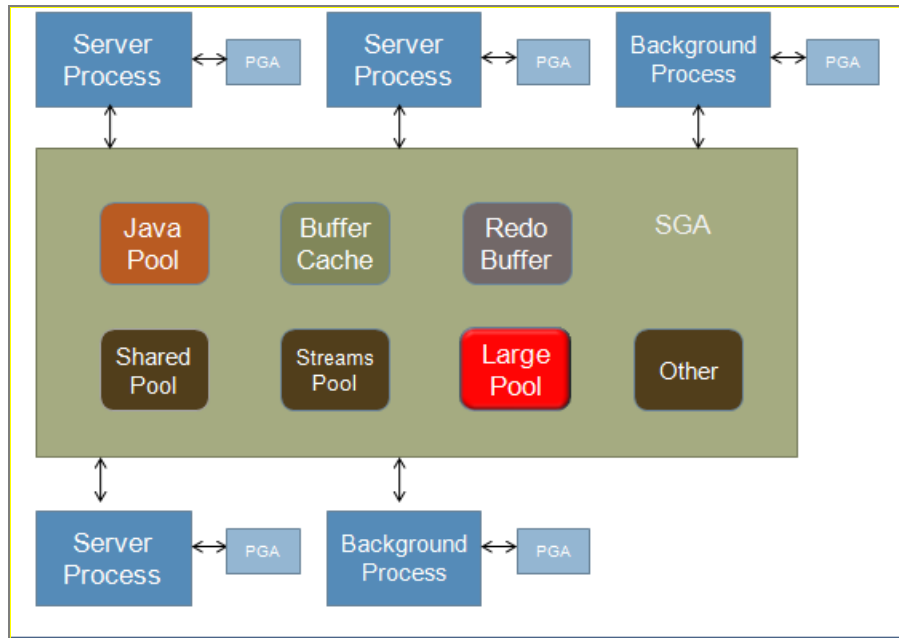 Server
Process
PGA
Server
Process
PGA
Background
Process
PGA
Java
Pool
Buffer
Cache
Redo
Buffer
SGA
Shared
Pool
Streams
Pool
Large
Pool
Other
Server
Process
PGA
Background
Process
PGA